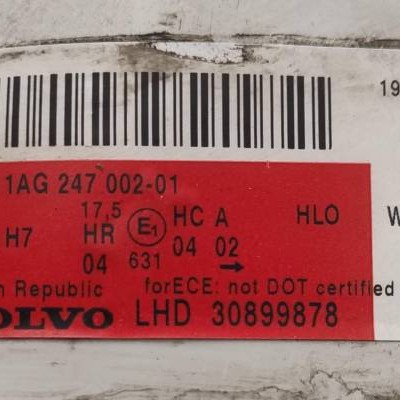 19
1AG 247 002-01
17,5
HC A
HLO
H7
HR
E1
04 02
04
631
Republic
forECE: not DOT certified
LHD 30899878